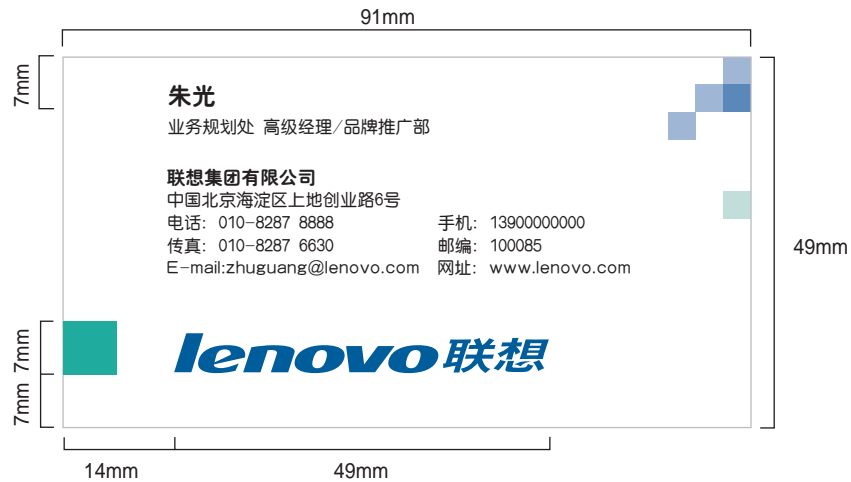 91mm
7mm
朱光
业务规划处 高级经理/品牌推广部
联想集团有限公司
中国北京海淀区上地创业路6号
电话: 010-8287 8888 手机: 13900000000
传真: 010-8287 6630 邮编: 100085
E-mail:zhuguang@lenovo.com 网址: www.lenovo.com
49mm
7mm
lenovo联想
7mm
14mm 49mm